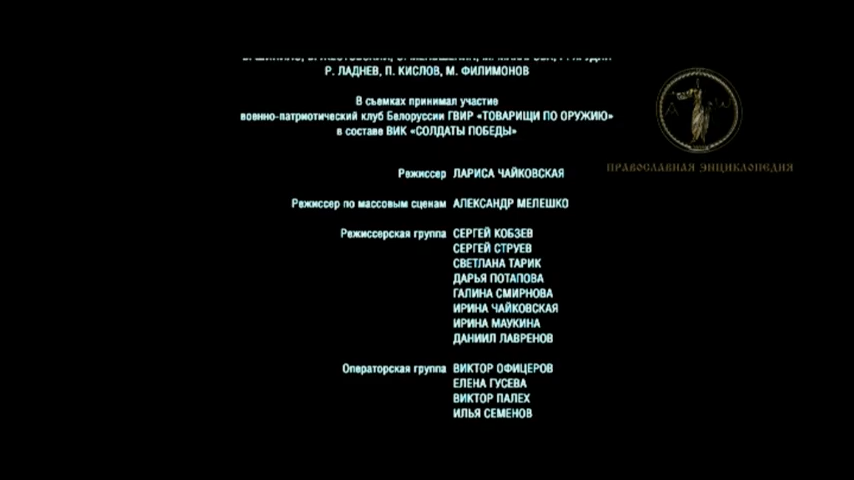 Р. ЛАДНЕВ, П. КИСЛОВ, М. ФИЛИМОНОВ
В съемках принимал участие
военно-патриотический клуб Белоруссии ГВИР «ТОВАРИЩИ ПО ОРУЖИЮ»
в составе ВИК «СОЛДАТЫ ПОБЕДЫ»
Режиссер ЛАРИСА ЧАЙКОВСКАЯ
ПРАВОСЛАВНАЯ ЭНЦИКЛОПЕДИЯ
Режиссер по массовым сценам АЛЕКСАНДР МЕЛЕШКО
Режиссерская группа СЕРГЕЙ КОБЗЕВ
СЕРГЕЙ СТРУЕВ
СВЕТЛАНА ТАРИК
ДАРЬЯ ПОТАПОВА
ГАЛИНА СМИРНОВА
ИРИНА ЧАЙКОВСКАЯ
ИРИНА МАУКИНА
ДАНИИЛ ЛАВРЕНОВ
Операторская группа ВИКТОР ОФИЦЕРОВ
ЕЛЕНА ГУСЕВА
ВИКТОР ПАЛЕХ
ИЛЬЯ СЕМЕНОВ